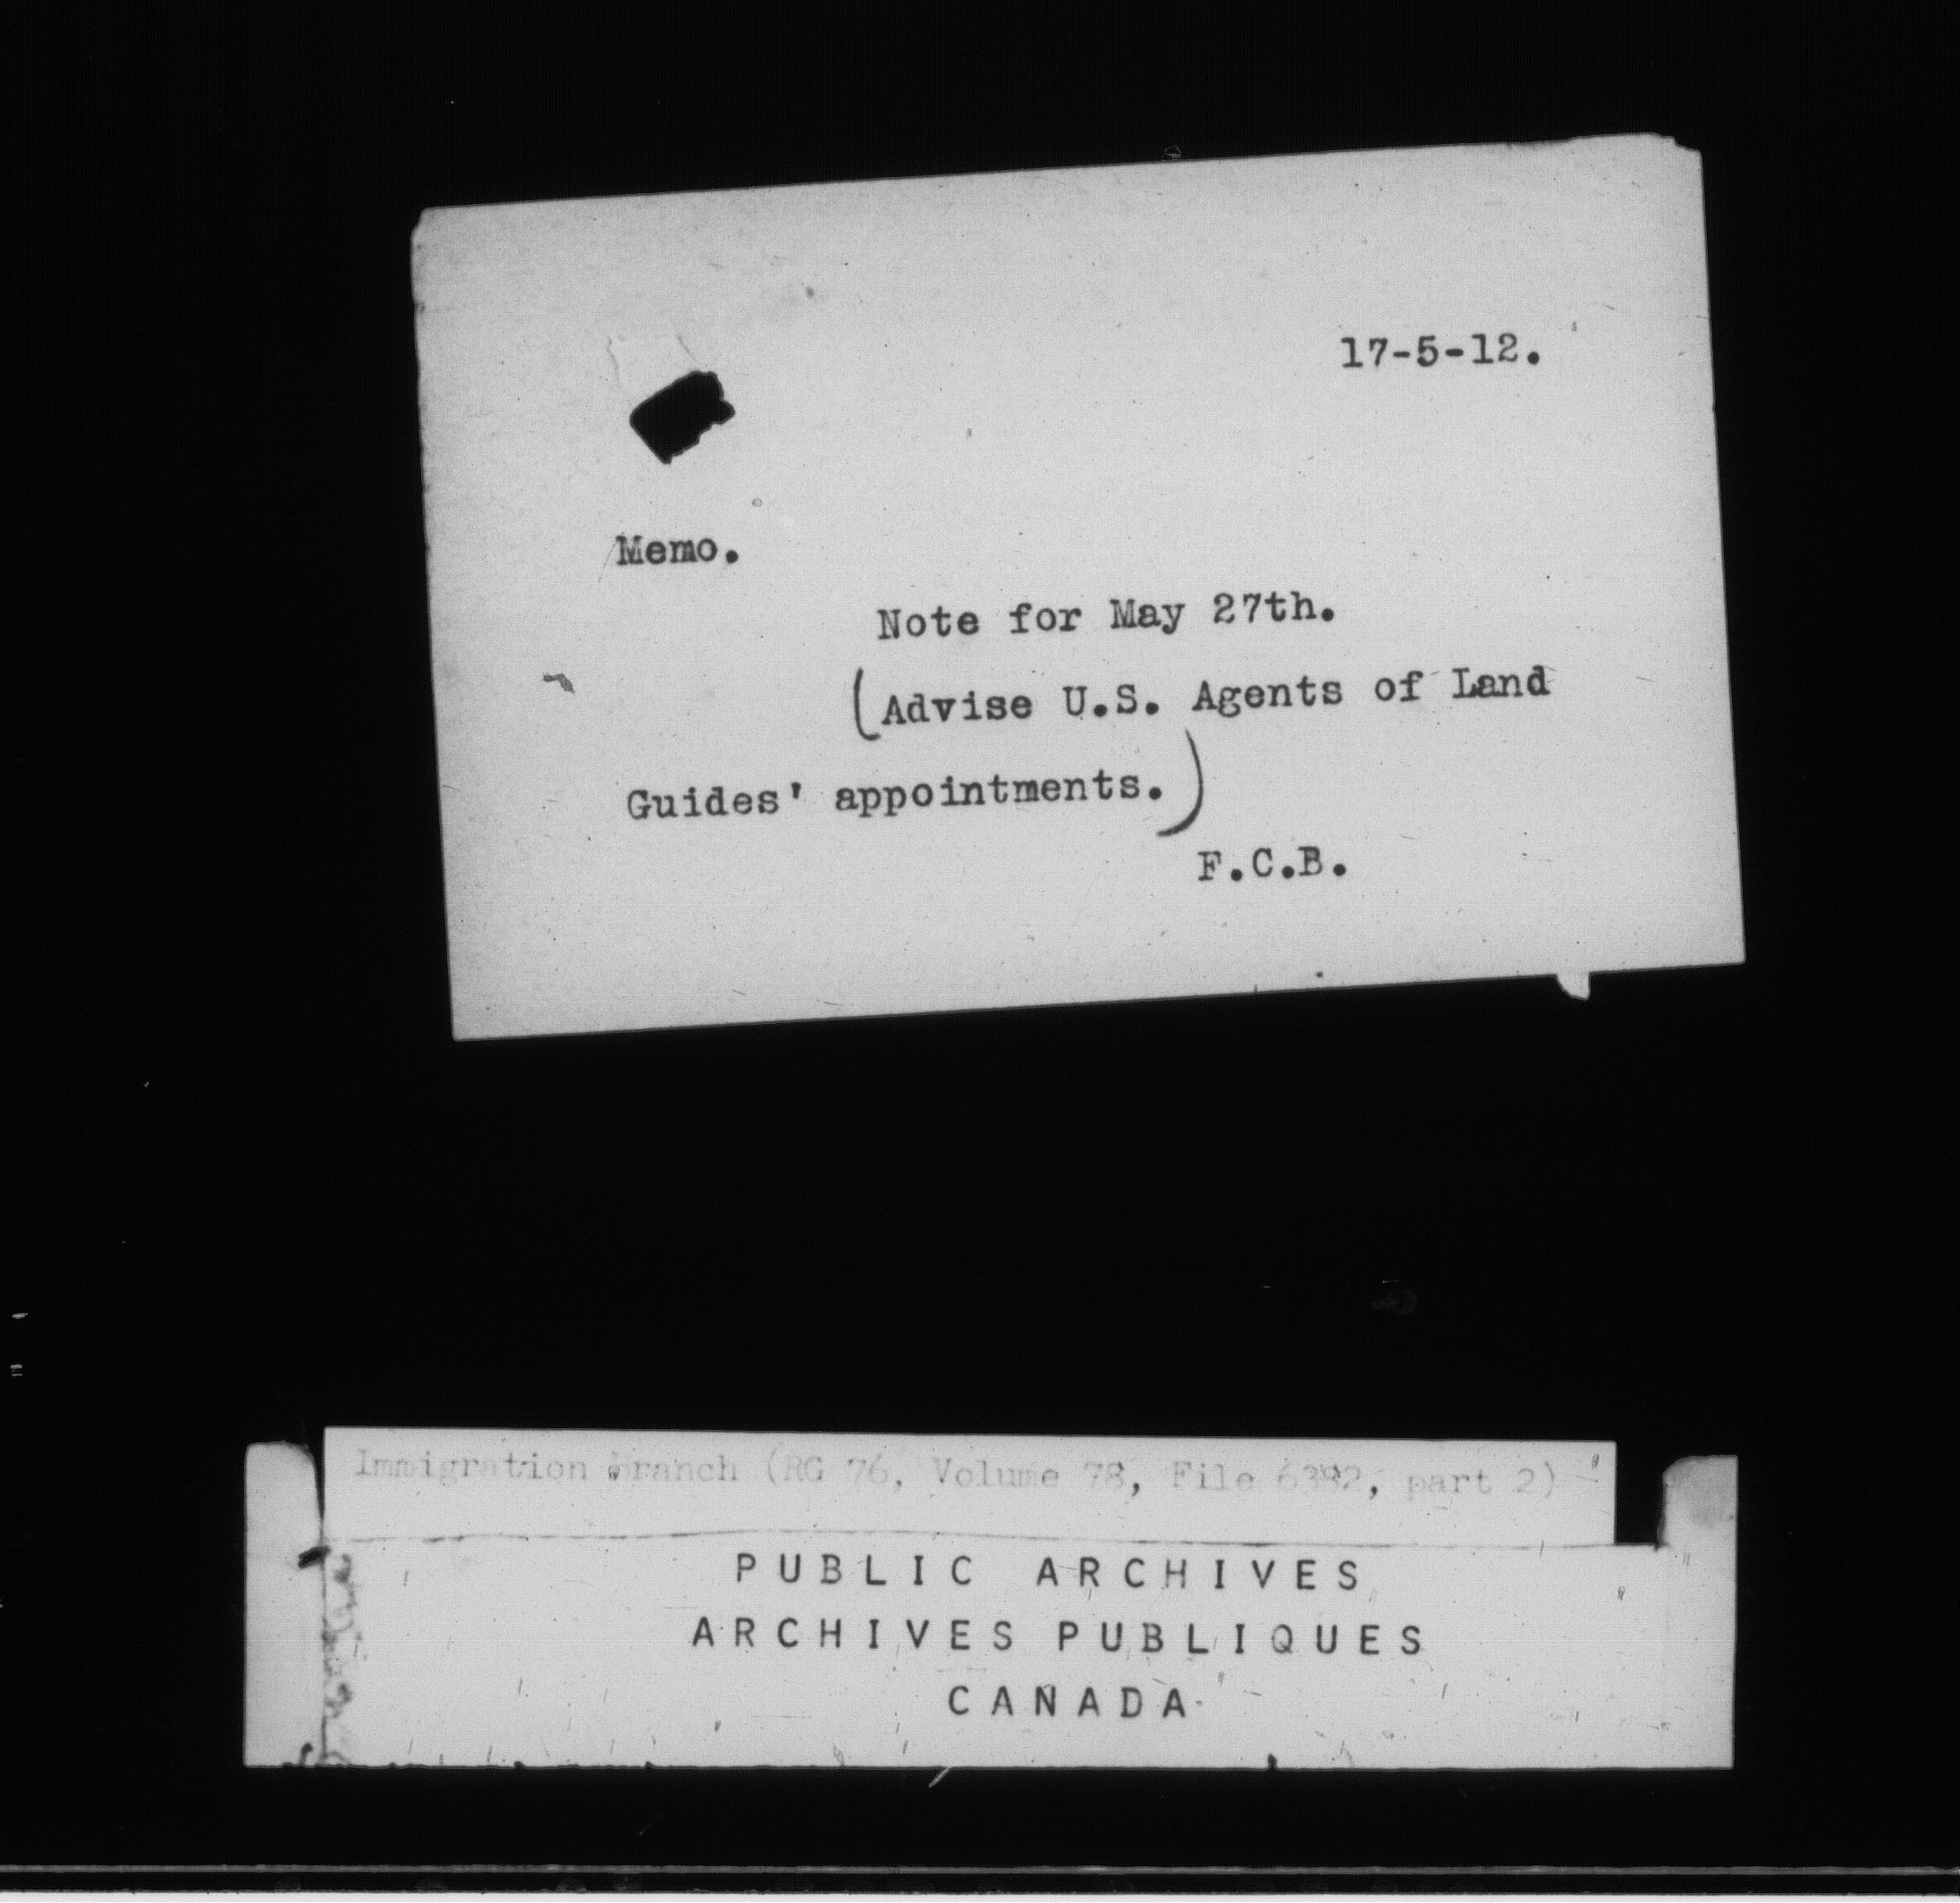 17-5-12.
Memo.
Note for May 27th.
(Advise U.S. Agents of Land
Guides' appointments.)
F.C.B.
Immigration Branch (RG 76, Volume 78, File 6382, part 2)
PUBLIC ARCHIVES
ARCHIVES PUBLIQUES
CANADA